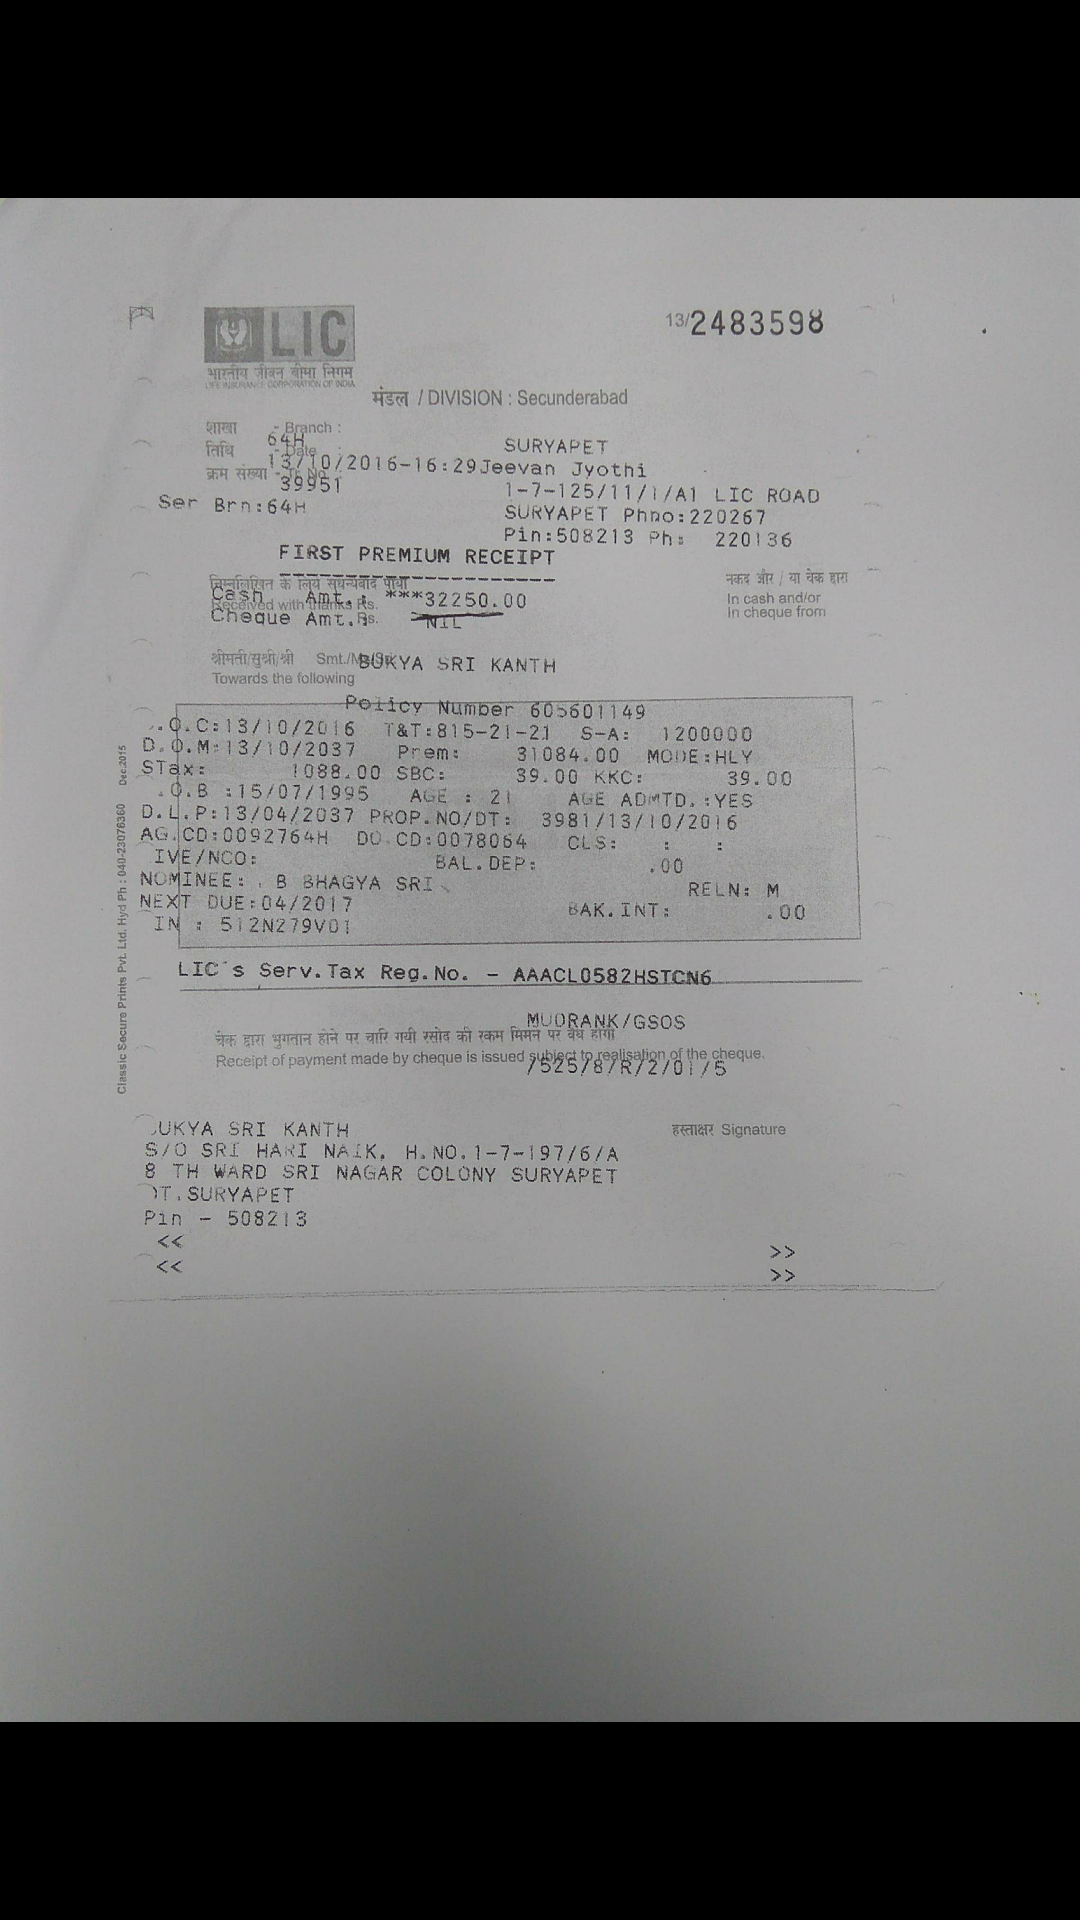 13/2483598
LIC
भारतीय जीवन बीमा निगम
LIFE INSURANCE CORPORATION OF INDIA
मंडल / DIVISION : Secunderabad
शाखा - Branch :
64H SURYAPET
तिथि - Date :
13/10/2016-16:29 Jeevan Jyothi
क्रम संख्या - Tr. No.
39951 1-7-125/11/1/A1 LIC ROAD
Ser Brn:64H SURYAPET Phno:220267
Pin:508213 Ph: 220136
FIRST PREMIUM RECEIPT
निम्नलिखित के लिये सधन्यवाद पाया नकद और / या चेक द्वारा
Cash Amt.: ***32250.00 In cash and/or
Received with thanks Rs. In cheque from
Cheque Amt.: NIL
Rs.
श्रीमती/सुश्री/श्री Smt./Ms/Sri BUKYA SRI KANTH
Towards the following
Policy Number 605601149
.O.C:13/10/2016 T&T:815-21-21 S-A: 1200000
D.O.M:13/10/2037 Prem: 31084.00 MODE:HLY
STax: 1088.00 SBC: 39.00 KKC: 39.00
.O.B :15/07/1995 AGE : 21 AGE ADMTD.:YES
D.L.P:13/04/2037 PROP.NO/DT: 3981/13/10/2016
AG.CD:0092764H DO.CD:0078064 CLS: : :
IVE/NCO: BAL.DEP: .00
NOMINEE: . B BHAGYA SRI RELN: M
NEXT DUE:04/2017 BAK.INT: .00
IN : 512N279V01
LIC's Serv.Tax Reg.No. - AAACL0582HSTCN6
MUDRANK/GSOS
चेक द्वारा भुगतान होने पर
Receipt of payment made by cheque is issued subject to realisation of the cheque.
/525/8/R/2/01/5
हस्ताक्षर Signature
UKYA SRI KANTH
S/O SRI HARI NAIK, H.NO.1-7-197/6/A
8 TH WARD SRI NAGAR COLONY SURYAPET
DT.SURYAPET
Pin - 508213
<< >>
<< >>
Classic Secure Prints Pvt. Ltd. Hyd Ph : 040-23076360 Dec.2015